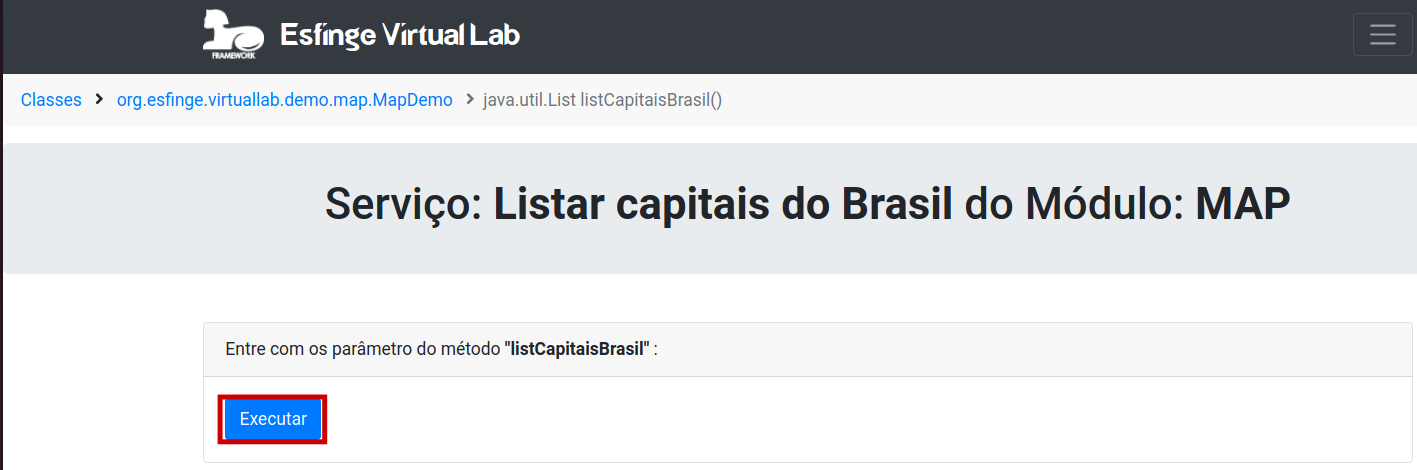 Esfinge Virtual Lab
FRAMEWORK
Classes > org.esfinge.virtuallab.demo.map.MapDemo > java.util.List listCapitaisBrasil()
Serviço: Listar capitais do Brasil do Módulo: MAP
Entre com os parâmetro do método "listCapitaisBrasil" :
Executar